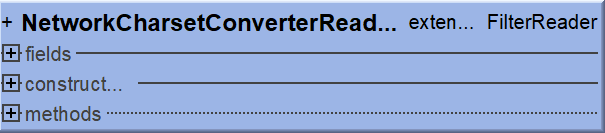 + NetworkCharsetConverterRead... exten... FilterReader
+ fields
+ construct...
+ methods